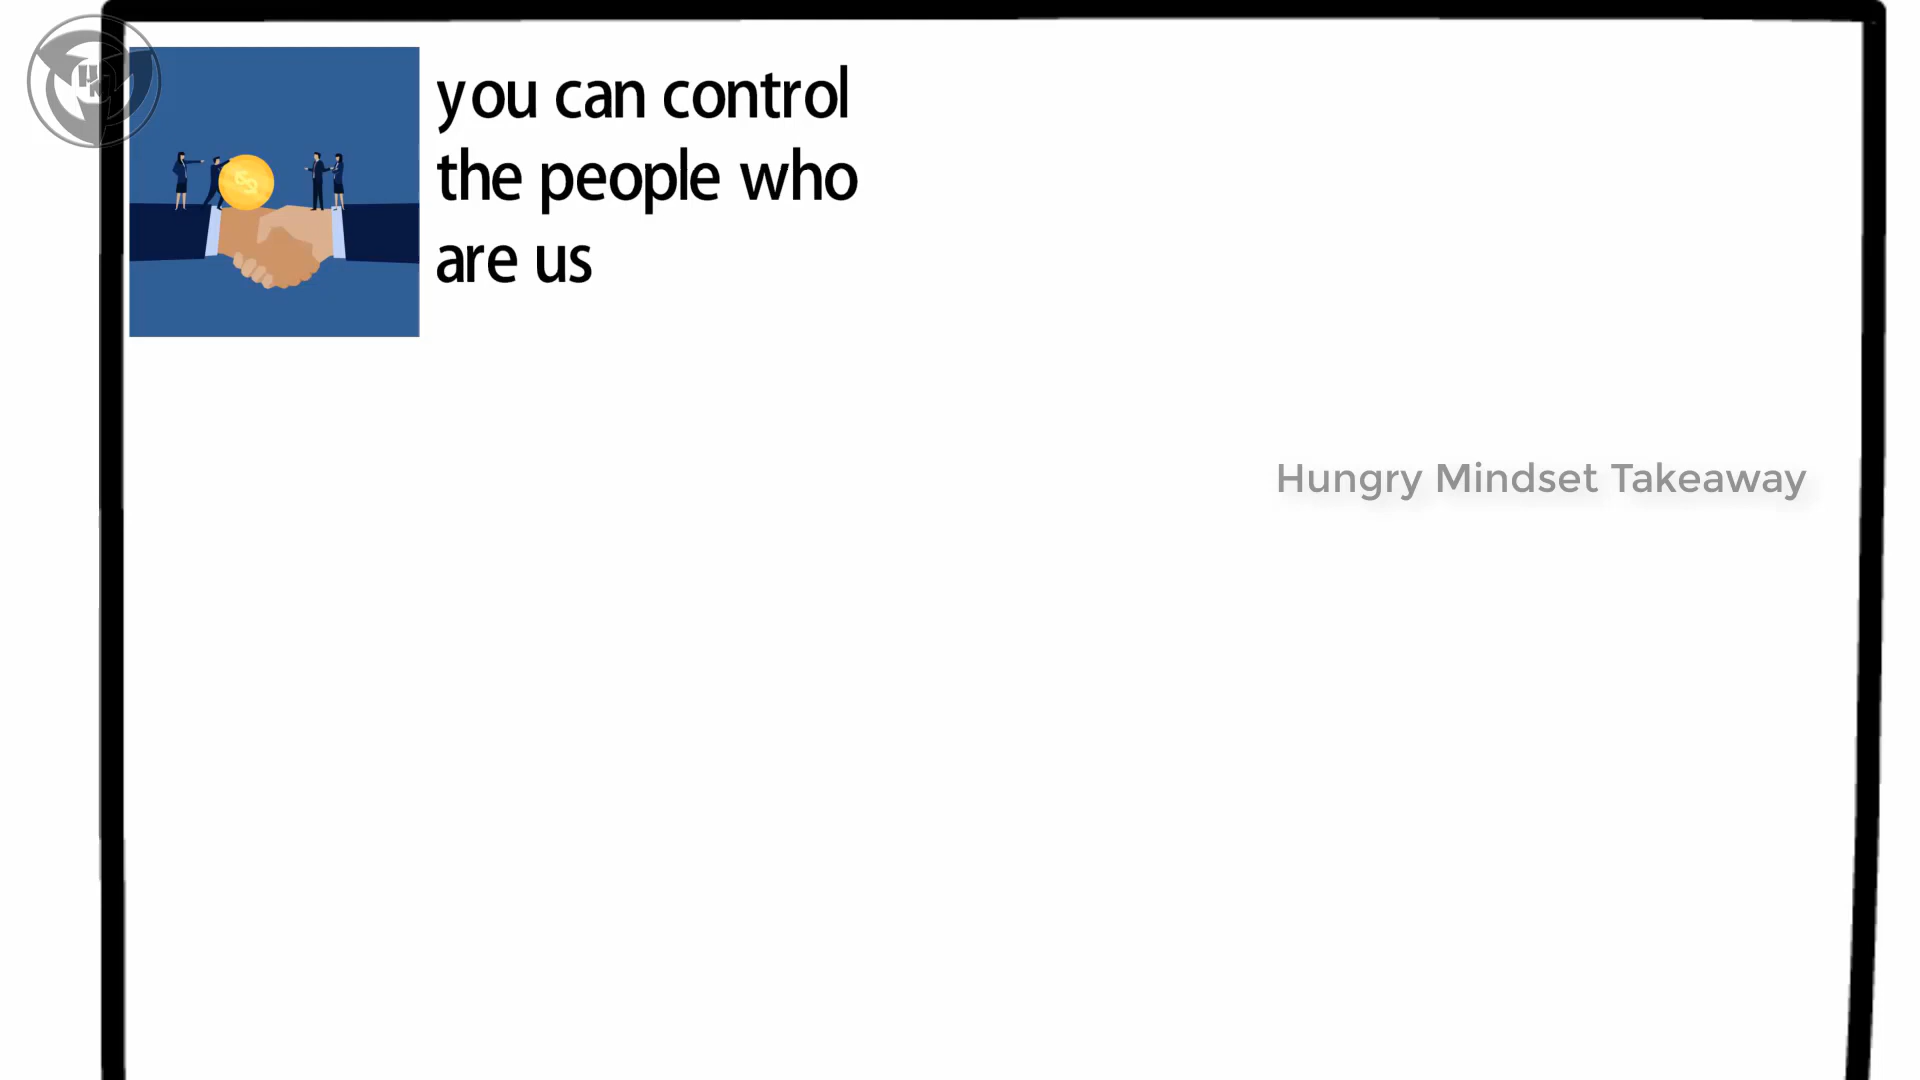 you can control
the people who
are us
Hungry Mindset Takeaway